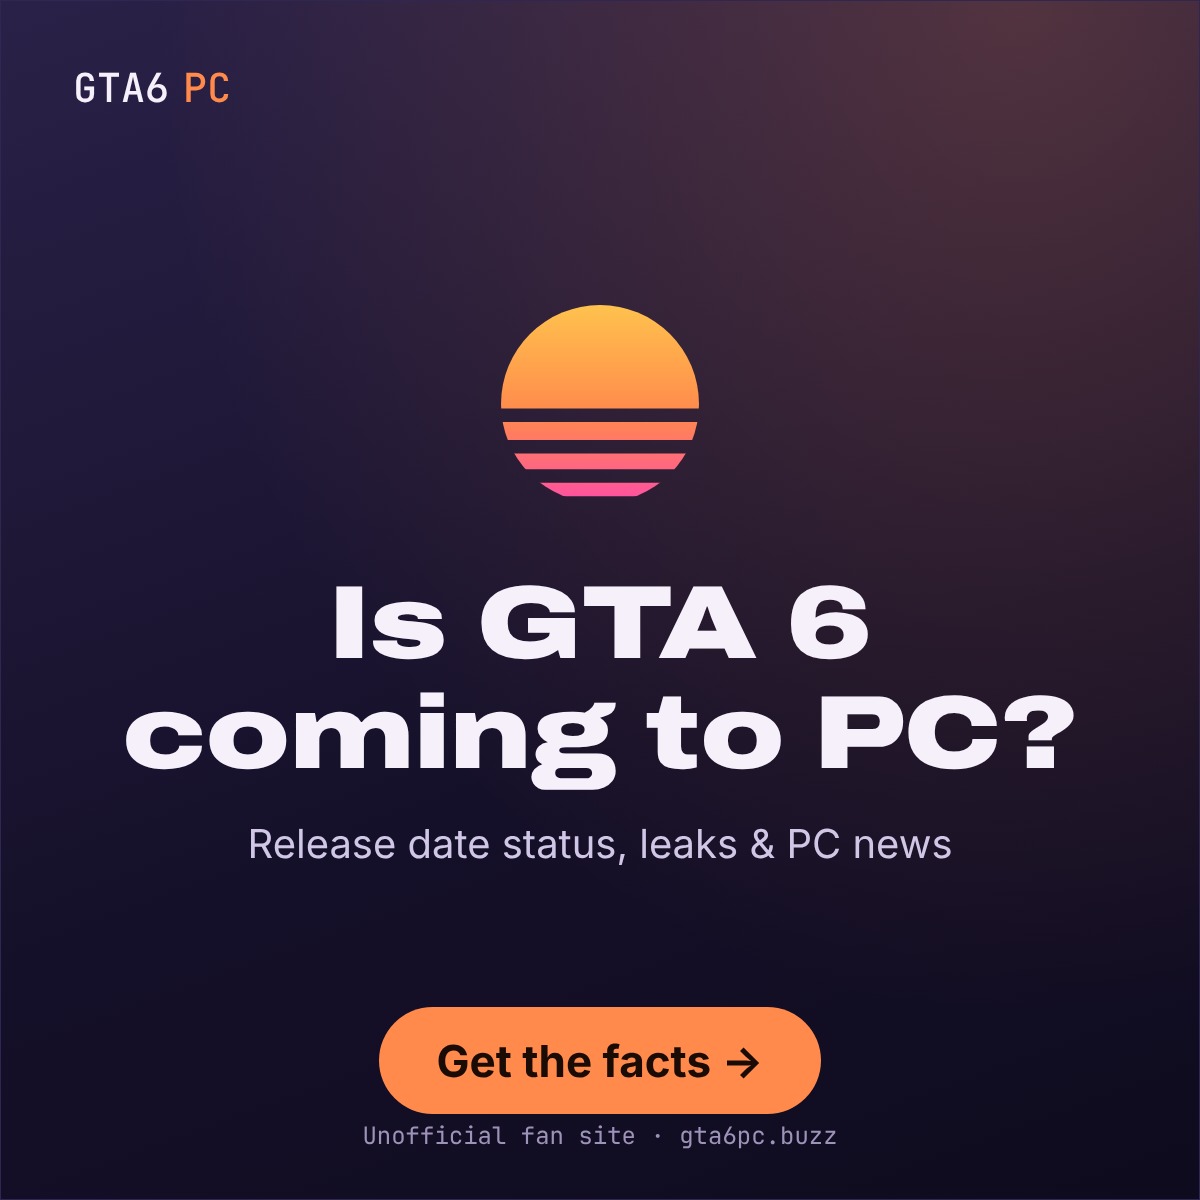 GTA6 PC
Is GTA 6
coming to PC?
Release date status, leaks & PC news
Get the facts →
Unofficial fan site · gta6pc.buzz